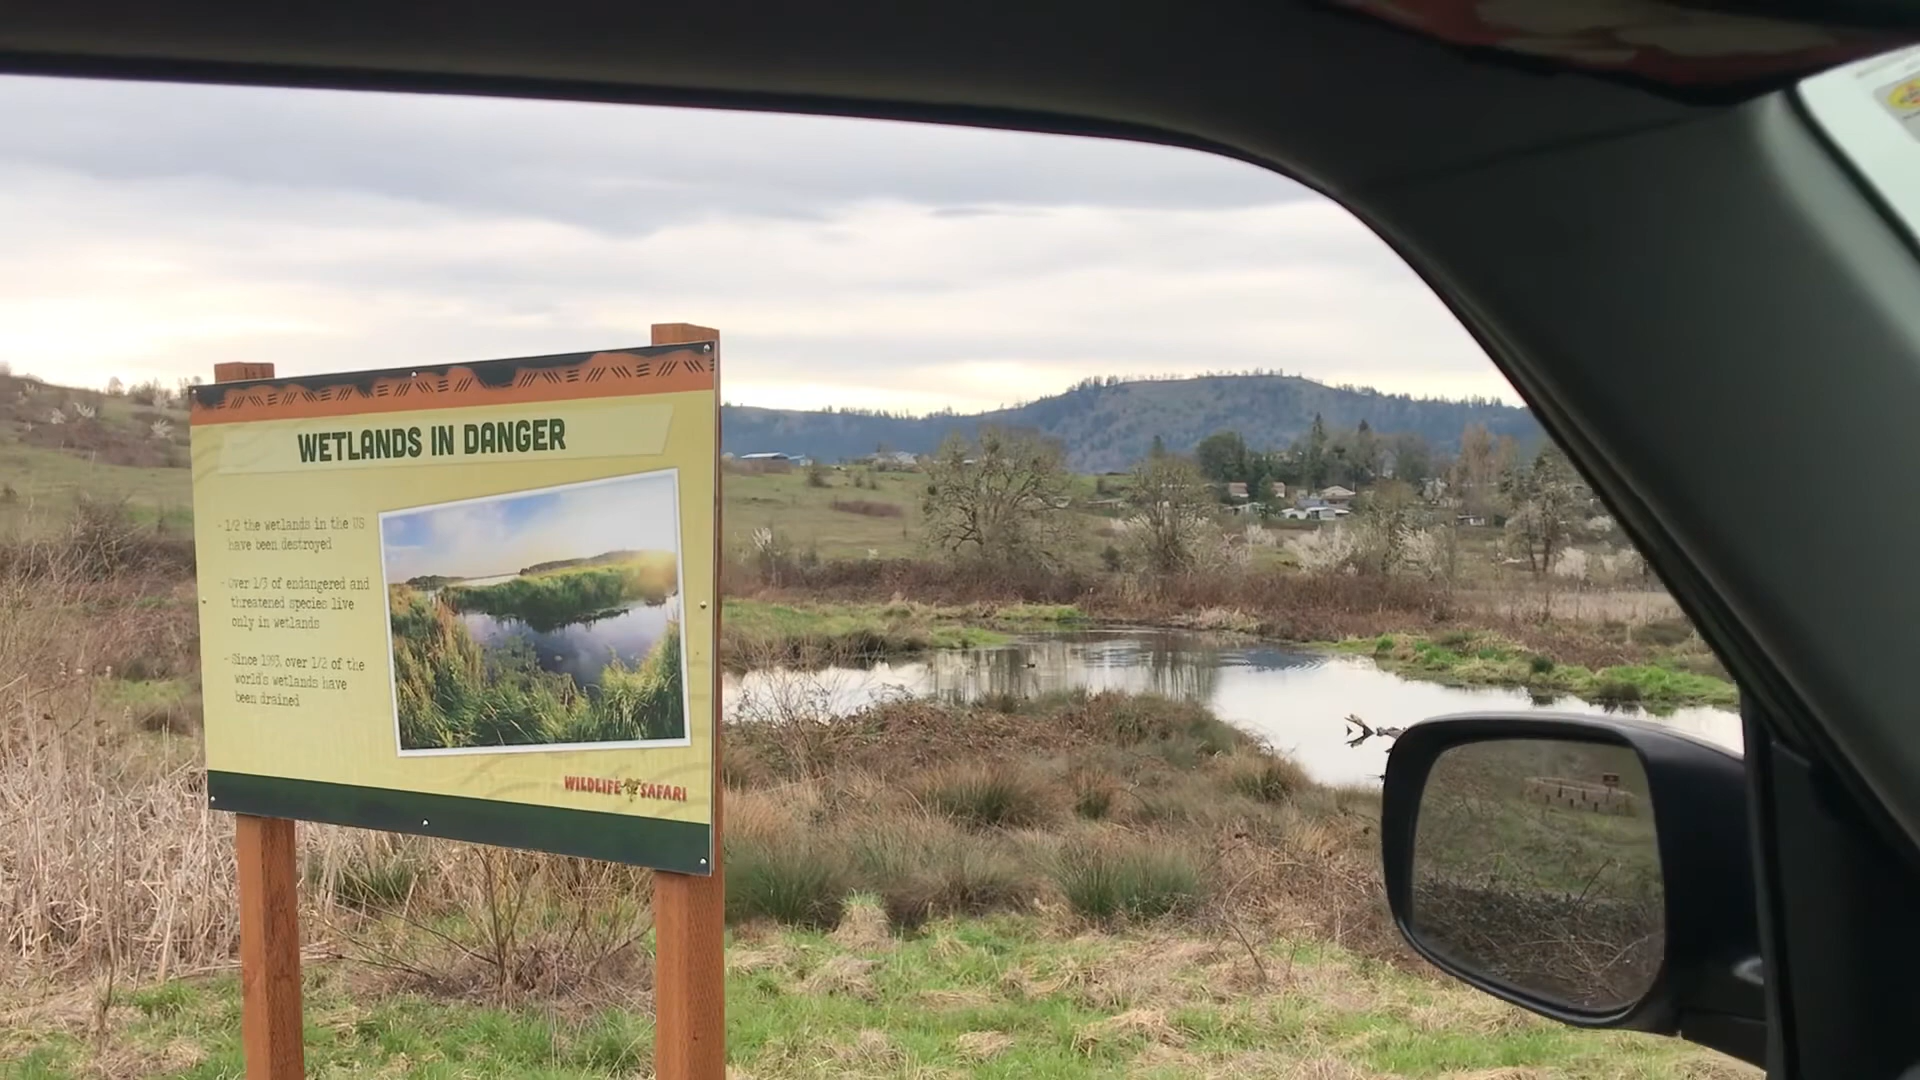 WETLANDS IN DANGER
- 1/2 the wetlands in the US
have been destroyed
- Over 1/3 of endangered and
threatened species live
only in wetlands
- Since 1993, over 1/2 of the
world's wetlands have
been drained
WILDLIFE SAFARI